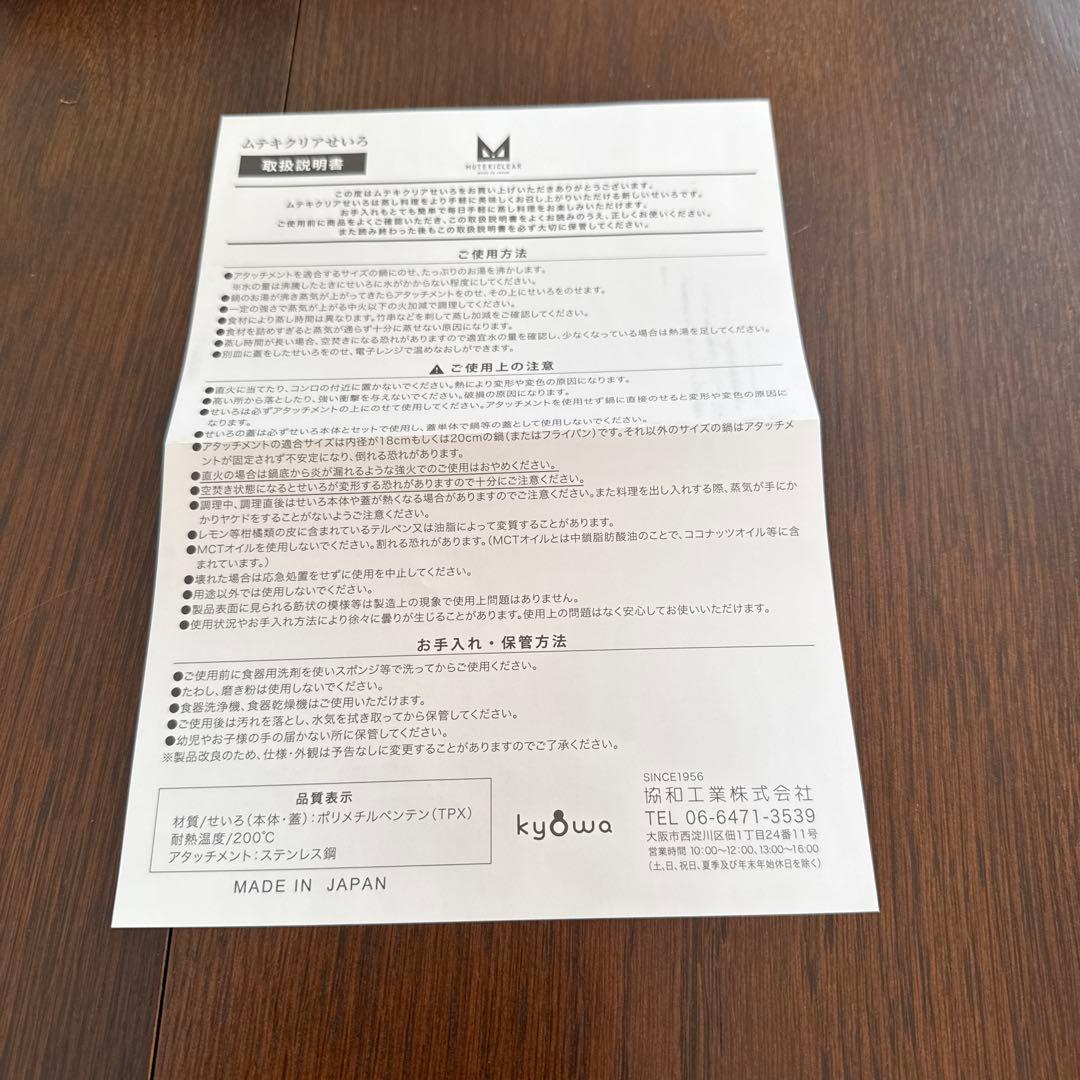 ムテキクリアせいろ
取扱説明書
MUTEKICLEAR
MADE IN JAPAN
この度はムテキクリアせいろをお買い上げいただきありがとうございます。
ムテキクリアせいろは蒸し料理をより手軽に美味しくお召し上がりいただける新しいせいろです。
お手入れもとても簡単で毎日手軽に蒸し料理をお楽しみいただけます。
ご使用前に商品をよくご確認いただき、この取扱説明書をよくお読みのうえ、正しくお使いください。
また読み終わった後もこの取扱説明書を必ず大切に保管してください。
ご使用方法
●アタッチメントを適合するサイズの鍋にのせ、たっぷりのお湯を沸かします。
※水の量は沸騰したときにせいろに水がかからない程度にしてください。
●鍋のお湯が沸き蒸気が上がってきたらアタッチメントをのせ、その上にせいろをのせます。
●一定の強さで蒸気が上がる中火以下の火加減で調理してください。
●食材により蒸し時間は異なります。竹串などを刺して蒸し加減をご確認してください。
●食材を詰めすぎると蒸気が通らず十分に蒸せない原因になります。
●蒸し時間が長い場合、空焚きになる恐れがありますので適宜水の量を確認し、少なくなっている場合は熱湯を足してください。
●別皿に蓋をしたせいろをのせ、電子レンジで温めなおしができます。
⚠ ご使用上の注意
●直火に当てたり、コンロの付近に置かないでください。熱により変形や変色の原因になります。
●高い所から落としたり、強い衝撃を与えないでください。破損の原因になります。
●せいろは必ずアタッチメントの上にのせて使用してください。アタッチメントを使用せず鍋に直接のせると変形や変色の原因に
なります。
●せいろの蓋は必ずせいろ本体とセットで使用し、蓋単体で鍋等の蓋として使用しないでください。
●アタッチメントの適合サイズは内径が18cmもしくは20cmの鍋(またはフライパン)です。それ以外のサイズの鍋はアタッチメ
ントが固定されず不安定になり、倒れる恐れがあります。
●直火の場合は鍋底から炎が漏れるような強火でのご使用はおやめください。
●空焚き状態になるとせいろが変形する恐れがありますので十分にご注意ください。
●調理中、調理直後はせいろ本体や蓋が熱くなる場合がありますのでご注意ください。また料理を出し入れする際、蒸気が手にか
かりヤケドをすることがないようご注意ください。
●レモン等柑橘類の皮に含まれているテルペン又は油脂によって変質することがあります。
●MCTオイルを使用しないでください。割れる恐れがあります。(MCTオイルとは中鎖脂肪酸油のことで、ココナッツオイル等に含
まれています。)
●壊れた場合は応急処置をせずに使用を中止してください。
●用途以外では使用しないでください。
●製品表面に見られる筋状の模様等は製造上の現象で使用上問題はありません。
●使用状況やお手入れ方法により徐々に曇りが生じることがあります。使用上の問題はなく安心してお使いいただけます。
お手入れ・保管方法
●ご使用前に食器用洗剤を使いスポンジ等で洗ってからご使用ください。
●たわし、磨き粉は使用しないでください。
●食器洗浄機、食器乾燥機はご使用いただけます。
●ご使用後は汚れを落とし、水気を拭き取ってから保管してください。
●幼児やお子様の手の届かない所に保管してください。
※製品改良のため、仕様・外観は予告なしに変更することがありますのでご了承ください。
品質表示
材質/せいろ(本体・蓋):ポリメチルペンテン(TPX)
耐熱温度/200℃
アタッチメント:ステンレス鋼
MADE IN JAPAN
kyowa
SINCE1956
協和工業株式会社
TEL 06-6471-3539
大阪市西淀川区佃1丁目24番11号
営業時間 10:00〜12:00、13:00〜16:00
(土、日、祝日、夏季及び年末年始休日を除く)